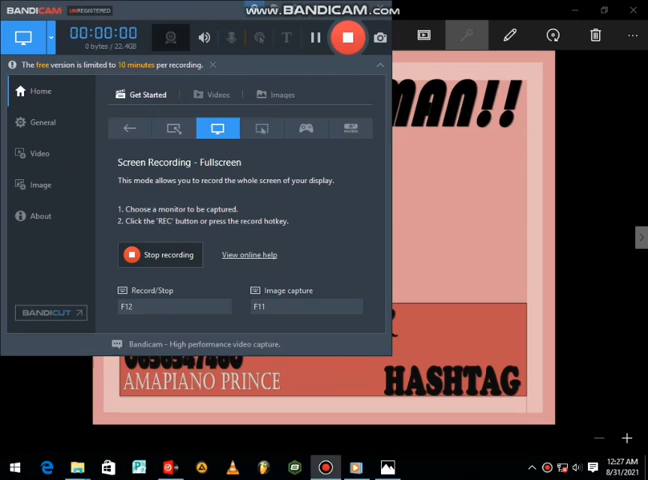 www.BANDICAM.com
BANDICAM UNREGISTERED
00:00:00
0 bytes / 22.4GB
The free version is limited to 10 minutes per recording.
Home
General
Video
Image
About
BANDICUT
Get Started
Videos
Images
Screen Recording - Fullscreen
This mode allows you to record the whole screen of your display.
1. Choose a monitor to be captured.
2. Click the 'REC' button or press the record hotkey.
Stop recording
View online help
Record/Stop
Image capture
F12
F11
Bandicam - High performance video capture.
MAN!!
AMAPIANO PRINCE
HASHTAG
12:27 AM
8/31/2021